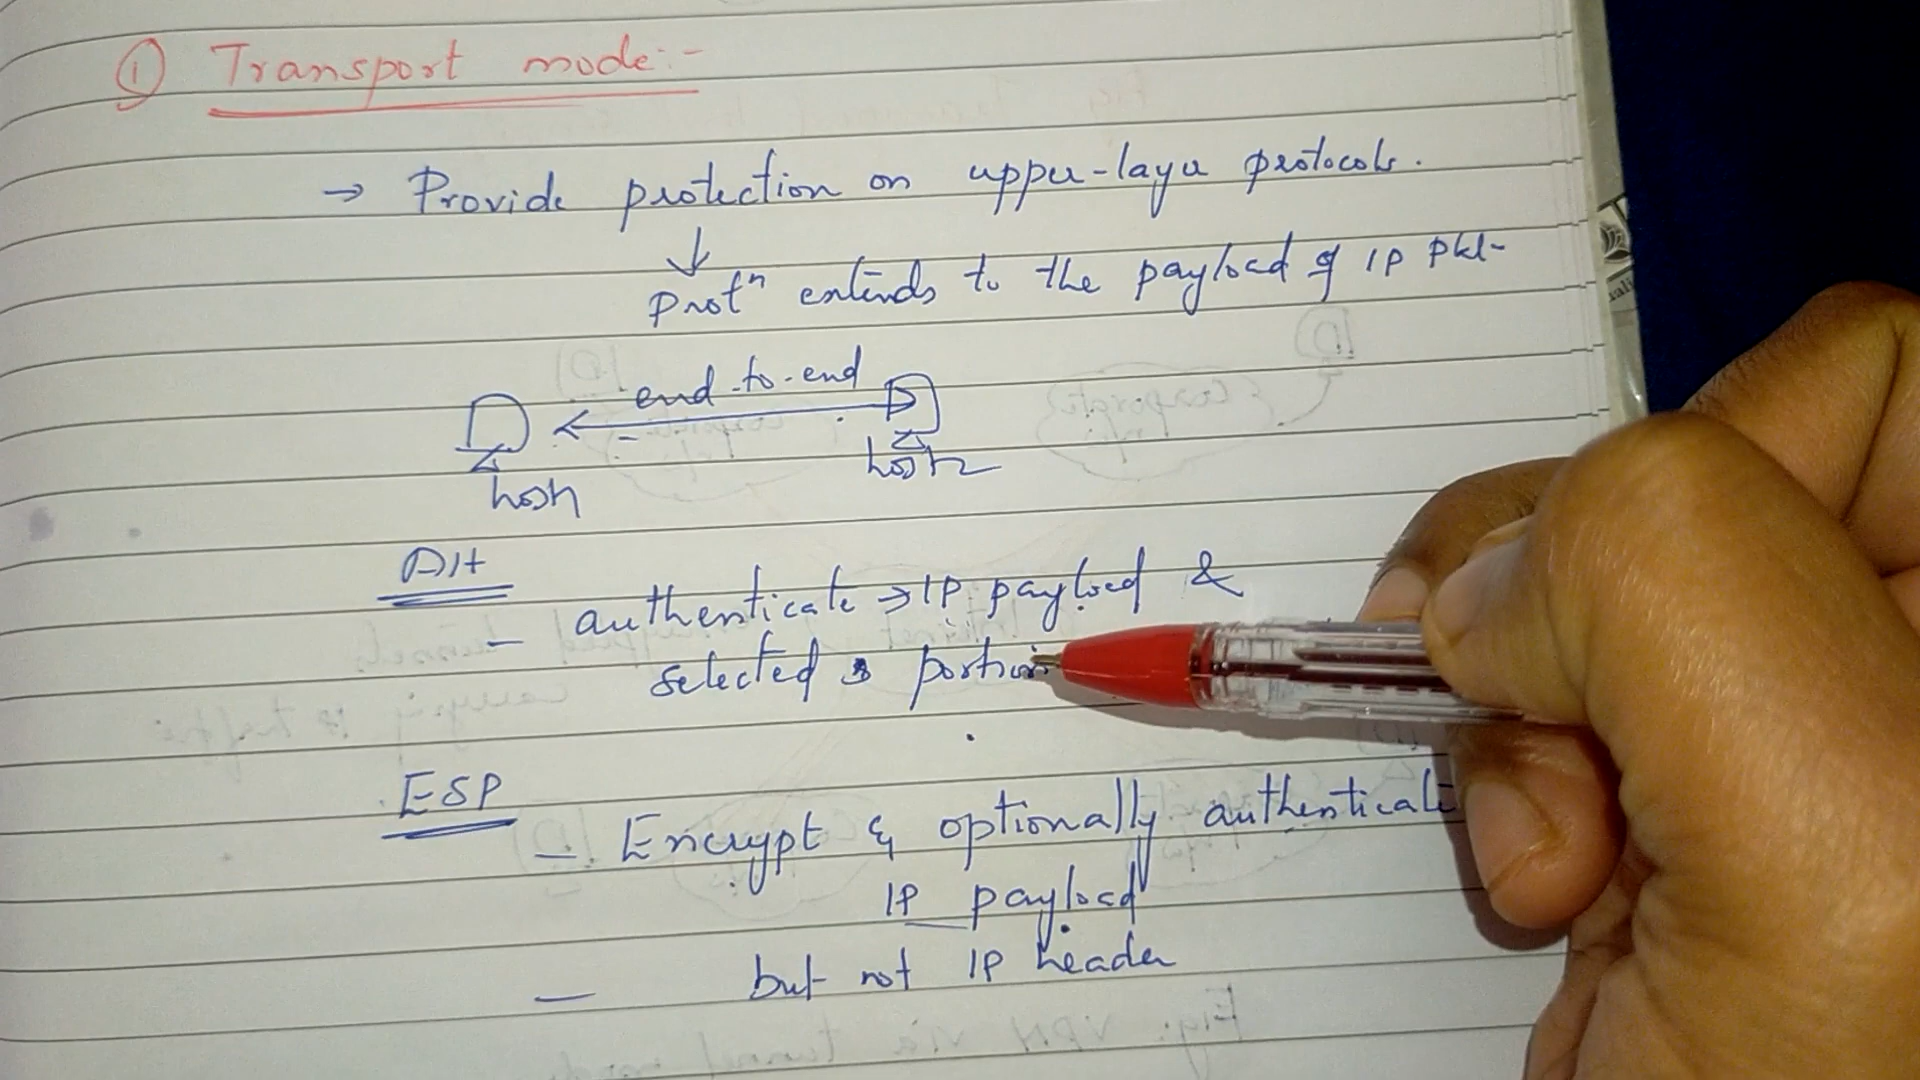 ① Transport mode:-
→ Provide protection on upper-layer protocols.
↓
Protⁿ extends to the payload of IP pkt-
end-to-end
host1
host2
AH
- authenticate → IP payload &
selected portion
ESP
- Encrypt & optionally authenticate
IP payload
- but not IP header